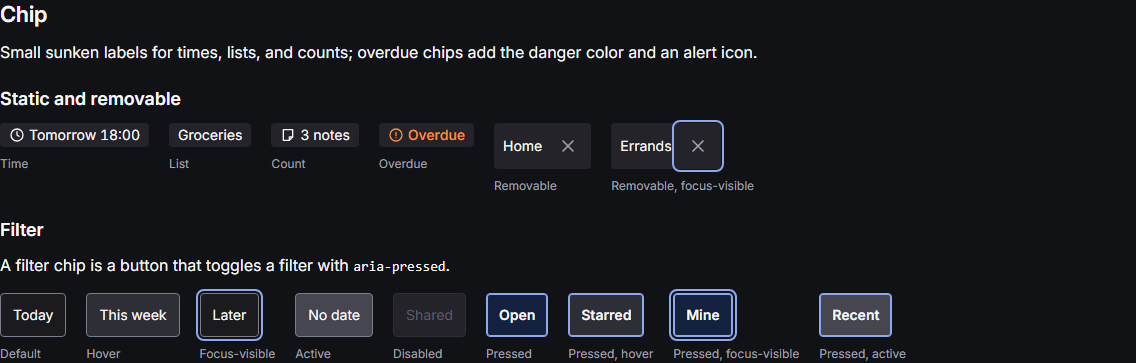 Chip
Small sunken labels for times, lists, and counts; overdue chips add the danger color and an alert icon.
Static and removable
Tomorrow 18:00 Groceries 3 notes Overdue Home Errands
Time List Count Overdue
Removable Removable, focus-visible
Filter
A filter chip is a button that toggles a filter with aria-pressed.
Today This week Later No date Shared Open Starred Mine Recent
Default Hover Focus-visible Active Disabled Pressed Pressed, hover Pressed, focus-visible Pressed, active